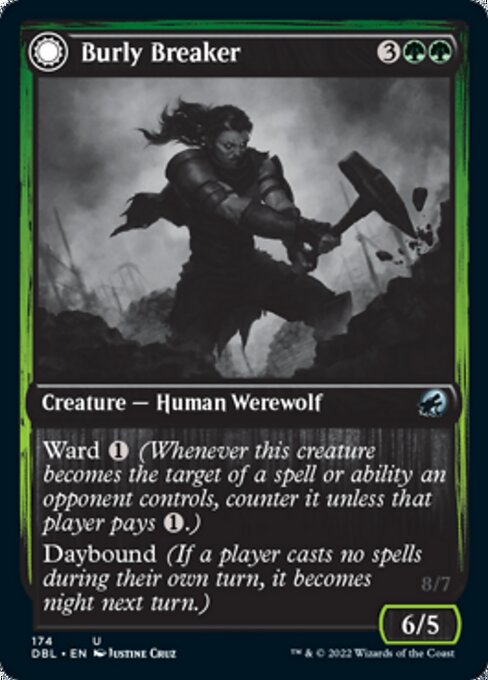 Burly Breaker 3
Creature — Human Werewolf
Ward 1 (Whenever this creature
becomes the target of a spell or ability an
opponent controls, counter it unless that
player pays 1.)
Daybound (If a player casts no spells
during their own turn, it becomes
night next turn.)
8/7
6/5
174 U
DBL • EN Justine Cruz
™ & © 2022 Wizards of the Coast